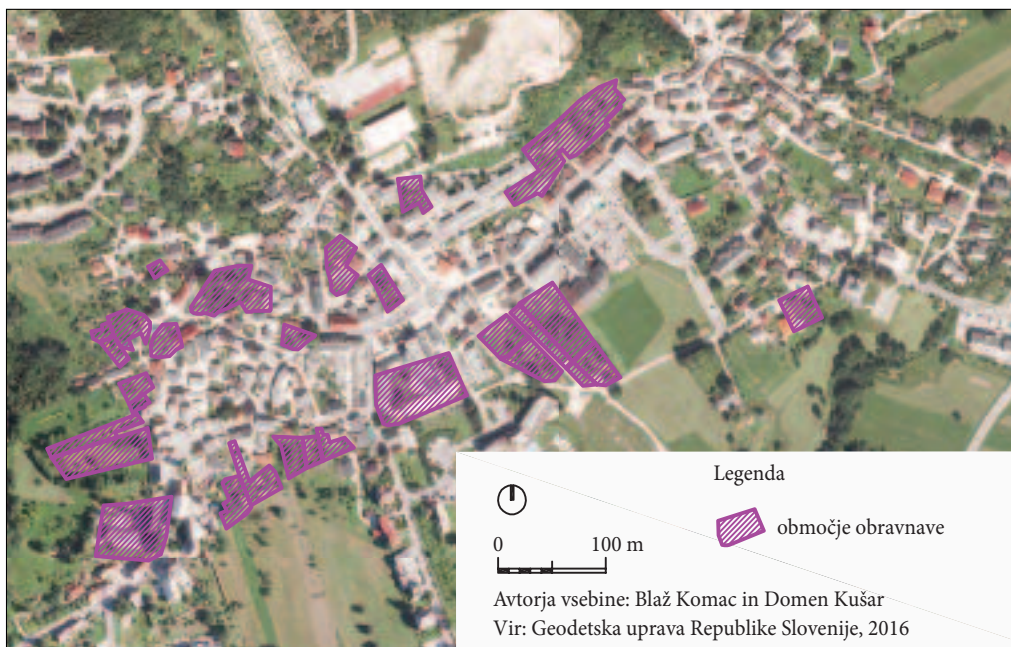 Legenda
območje obravnave
0 100 m
Avtorja vsebine: Blaž Komac in Domen Kušar
Vir: Geodetska uprava Republike Slovenije, 2016